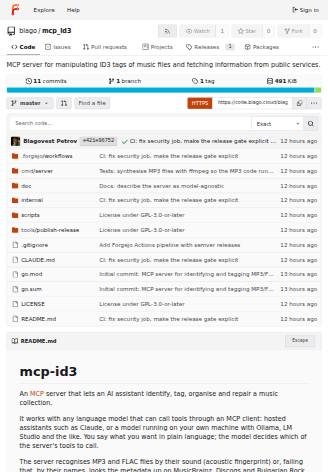 Explore Help Sign in
blago / mcp_id3 Watch 1 Star 0 Fork 0
Code Issues Pull requests Projects Releases 1 Packages
MCP server for manipulating ID3 tags of music files and fetching information from public services.
11 commits 1 branch 1 tag 491 KiB
master Find a file HTTPS https://code.biago.cloud/blag
Search code... Exact
Blagovest Petrov CI: fix security job, make the release gate explicit ... 12 hours ago
.forgejo/workflows CI: fix security job, make the release gate explicit 12 hours ago
cmd/server Tests: synthesise MP3 files with ffmpeg so the MP3 code run... 12 hours ago
doc Docs: describe the server as model-agnostic 12 hours ago
internal CI: fix security job, make the release gate explicit 12 hours ago
scripts License under GPL-3.0-or-later 12 hours ago
tools/publish-release License under GPL-3.0-or-later 12 hours ago
.gitignore Add Forgejo Actions pipeline with semver releases 12 hours ago
CLAUDE.md CI: fix security job, make the release gate explicit 12 hours ago
go.mod Initial commit: MCP server for identifying and tagging MP3/F... 13 hours ago
go.sum Initial commit: MCP server for identifying and tagging MP3/F... 13 hours ago
LICENSE License under GPL-3.0-or-later 12 hours ago
README.md CI: fix security job, make the release gate explicit 12 hours ago
README.md Escape
mcp-id3
An MCP server that lets an AI assistant identify, tag, organise and repair a music
collection.
It works with any language model that can call tools through an MCP client: hosted
assistants such as Claude, or a model running on your own machine with Ollama, LM
Studio and the like. You say what you want in plain language; the model decides which of
the server's tools to call.
The server recognises MP3 and FLAC files by their sound (acoustic fingerprint) or, failing
that, by their names, looks the metadata up on MusicBrainz, Discogs and Bulgarian Rock